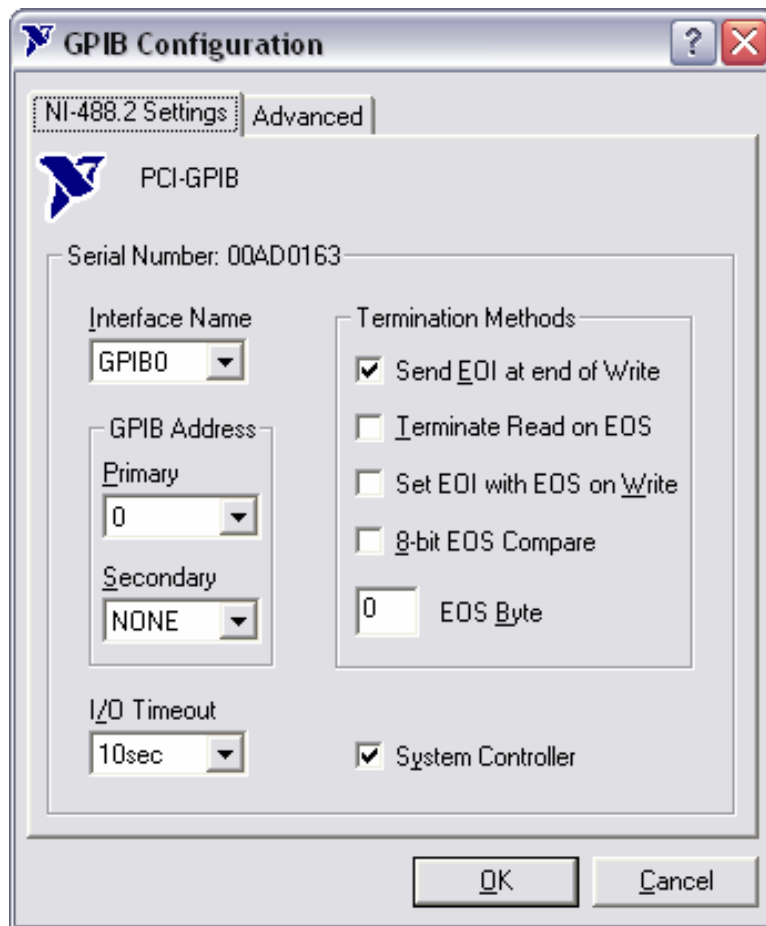 GPIB Configuration
NI-488.2 Settings
Advanced
PCI-GPIB
Serial Number: 00AD0163
Interface Name
GPIB0
GPIB Address
Primary
0
Secondary
NONE
I/O Timeout
10sec
Termination Methods
Send EOI at end of Write
Terminate Read on EOS
Set EOI with EOS on Write
8-bit EOS Compare
0 EOS Byte
System Controller
OK
Cancel